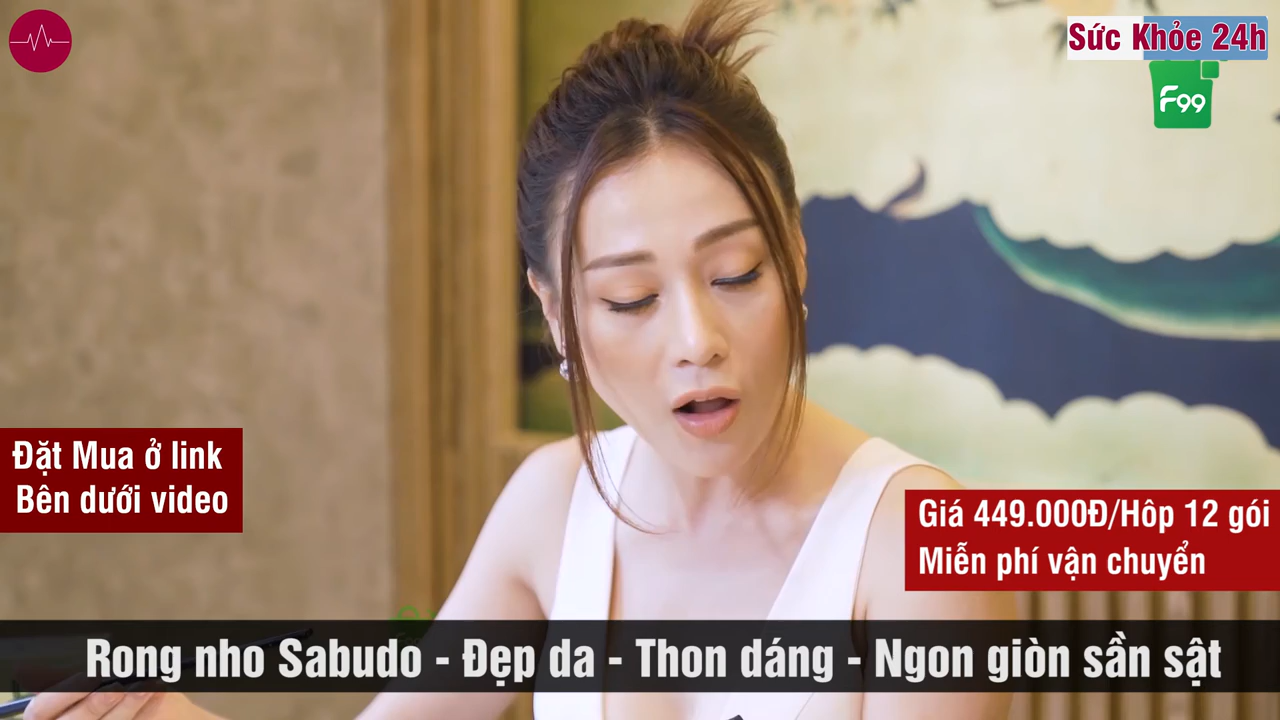 Sức Khỏe 24h
F99
Đặt Mua ở link
Bên dưới video
Giá 449.000Đ/Hôp 12 gói
Miễn phí vận chuyển
Rong nho Sabudo - Đẹp da - Thon dáng - Ngon giòn sần sật